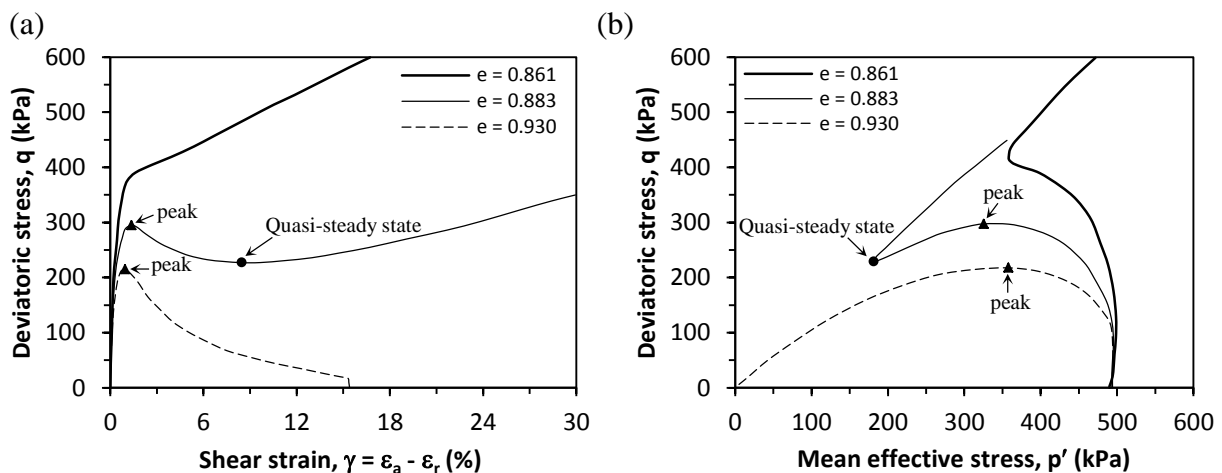 (a)
600
500
400
300
200
100
0
Deviatoric stress, q (kPa)
e = 0.861
e = 0.883
e = 0.930
peak
Quasi-steady state
peak
0 6 12 18 24 30
Shear strain, γ = εa - εr (%)
(b)
600
500
400
300
200
100
0
Deviatoric stress, q (kPa)
e = 0.861
e = 0.883
e = 0.930
peak
Quasi-steady state
peak
0 100 200 300 400 500 600
Mean effective stress, p’ (kPa)